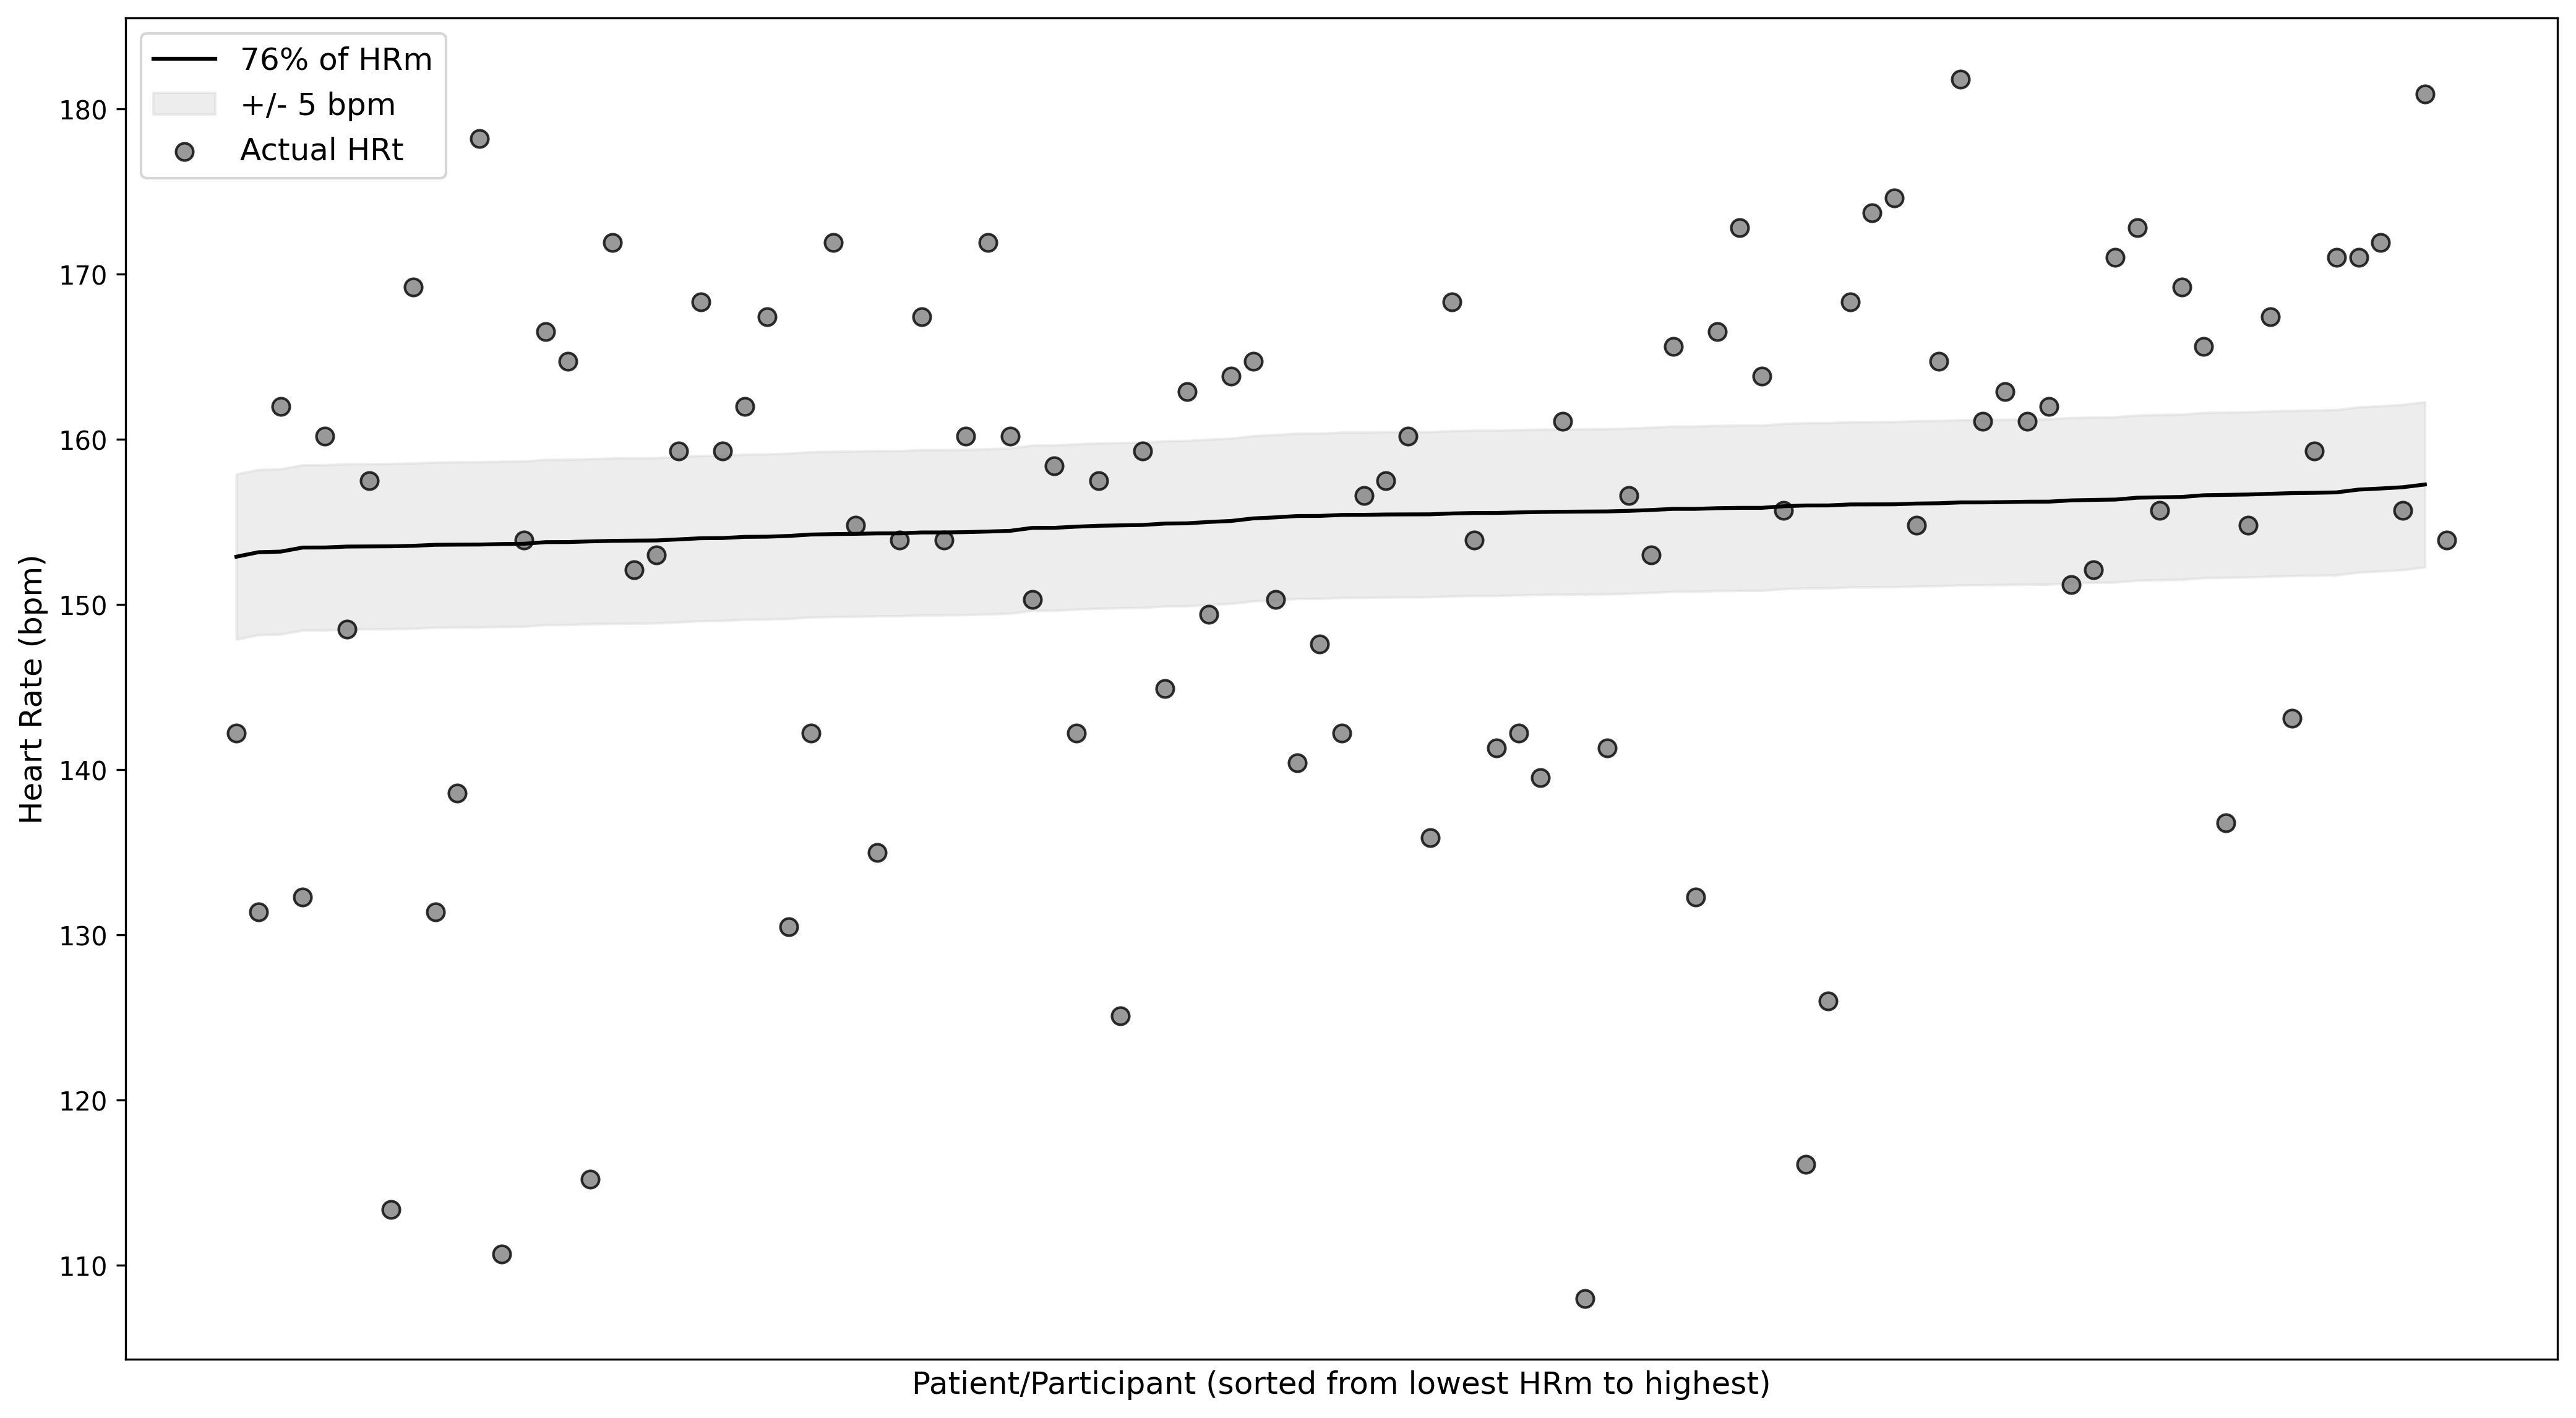 76% of HRm
+/- 5 bpm
Actual HRt
180
170
160
150
140
130
120
110
Heart Rate (bpm)
Patient/Participant (sorted from lowest HRm to highest)